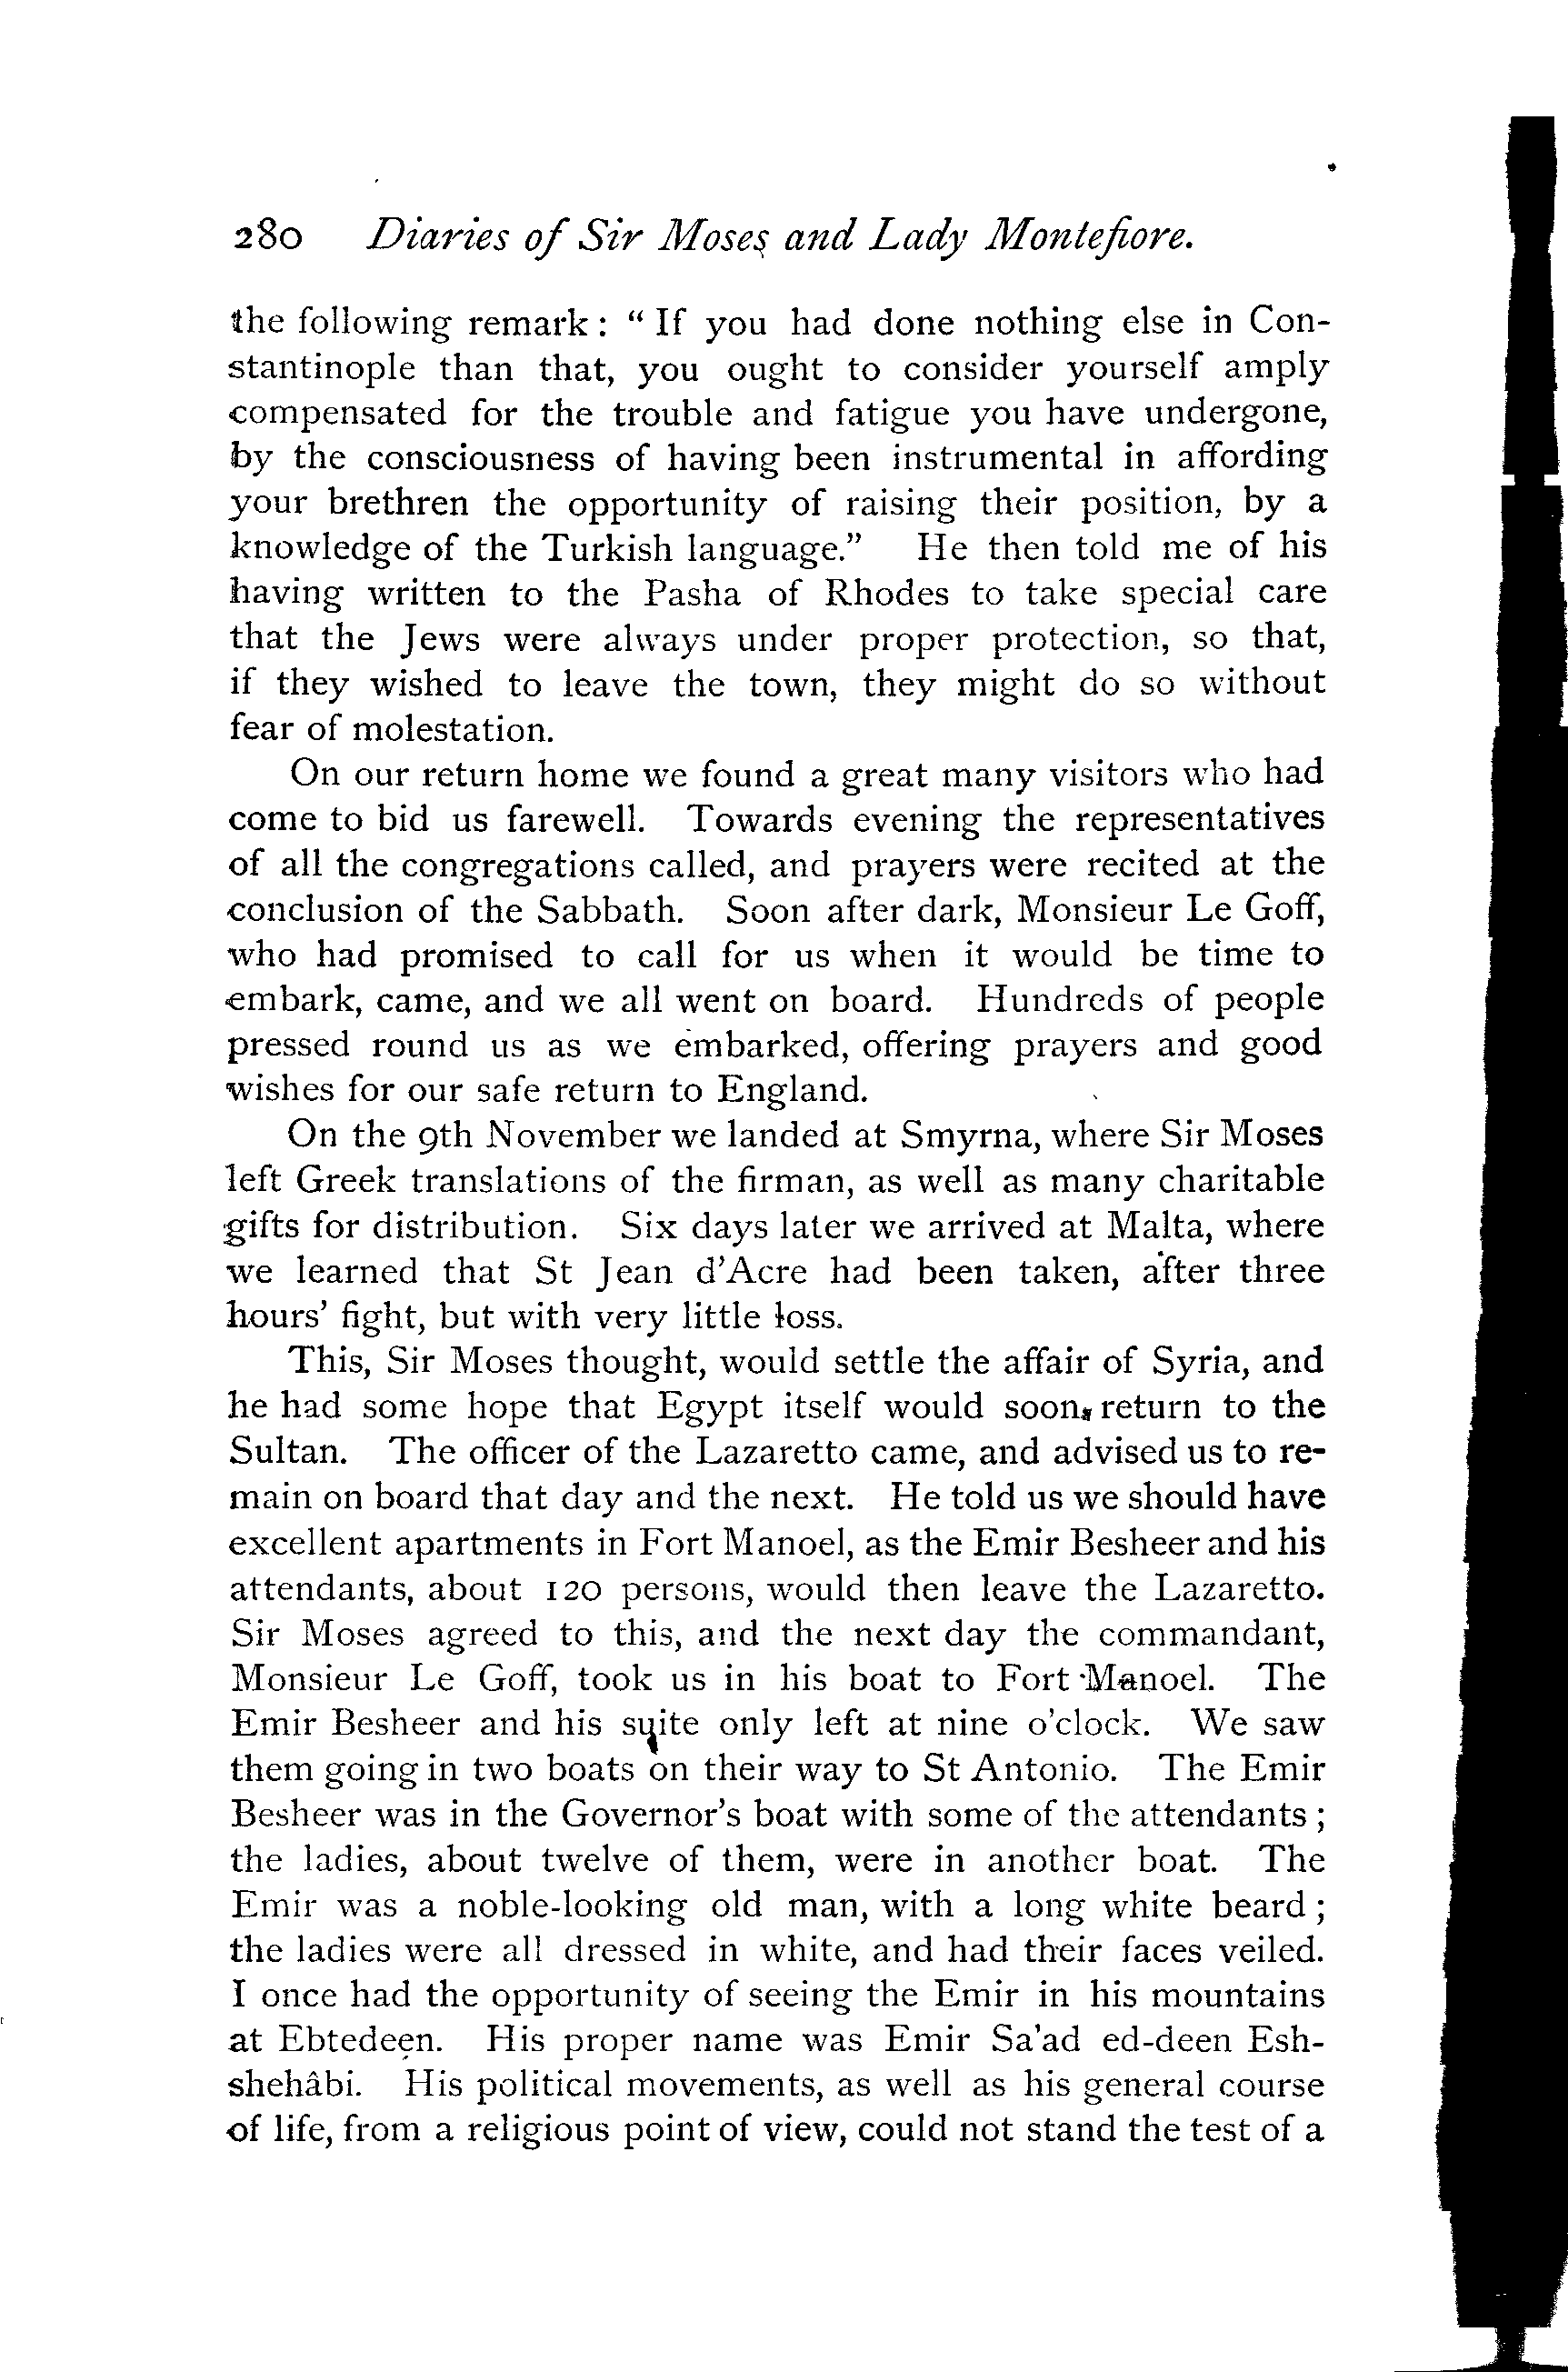 280 Diaries of Sir Moses and Lady Montefiore.
the following remark : " If you had done nothing else in Con-
stantinople than that, you ought to consider yourself amply
compensated for the trouble and fatigue you have undergone,
by the consciousness of having been instrumental in affording
your brethren the opportunity of raising their position, by a
knowledge of the Turkish language." He then told me of his
having written to the Pasha of Rhodes to take special care
that the Jews were always under proper protection, so that,
if they wished to leave the town, they might do so without
fear of molestation.
On our return home we found a great many visitors who had
come to bid us farewell. Towards evening the representatives
of all the congregations called, and prayers were recited at the
conclusion of the Sabbath. Soon after dark, Monsieur Le Goff,
who had promised to call for us when it would be time to
embark, came, and we all went on board. Hundreds of people
pressed round us as we embarked, offering prayers and good
wishes for our safe return to England.
On the 9th November we landed at Smyrna, where Sir Moses
left Greek translations of the firman, as well as many charitable
gifts for distribution. Six days later we arrived at Malta, where
we learned that St Jean d'Acre had been taken, after three
hours' fight, but with very little loss.
This, Sir Moses thought, would settle the affair of Syria, and
he had some hope that Egypt itself would soon return to the
Sultan. The officer of the Lazaretto came, and advised us to re-
main on board that day and the next. He told us we should have
excellent apartments in Fort Manoel, as the Emir Besheer and his
attendants, about 120 persons, would then leave the Lazaretto.
Sir Moses agreed to this, and the next day the commandant,
Monsieur Le Goff, took us in his boat to Fort Manoel. The
Emir Besheer and his suite only left at nine o'clock. We saw
them going in two boats on their way to St Antonio. The Emir
Besheer was in the Governor's boat with some of the attendants ;
the ladies, about twelve of them, were in another boat. The
Emir was a noble-looking old man, with a long white beard ;
the ladies were all dressed in white, and had their faces veiled.
I once had the opportunity of seeing the Emir in his mountains
at Ebtedeen. His proper name was Emir Sa'ad ed-deen Esh-
shehâbi. His political movements, as well as his general course
of life, from a religious point of view, could not stand the test of a